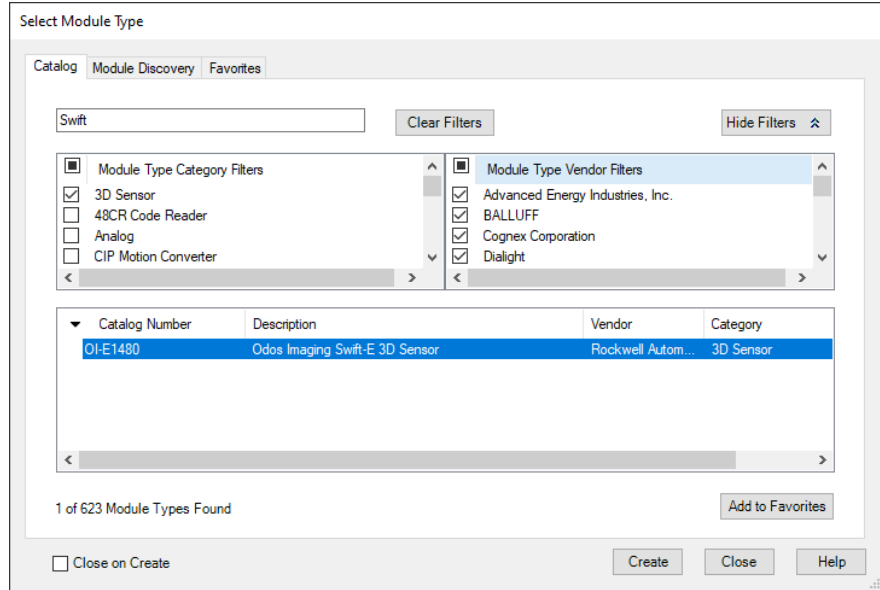 Select Module Type
Catalog Module Discovery Favorites
Swift Clear Filters Hide Filters
Module Type Category Filters
3D Sensor
48CR Code Reader
Analog
CIP Motion Converter
Module Type Vendor Filters
Advanced Energy Industries, Inc.
BALLUFF
Cognex Corporation
Dialight
Catalog Number Description Vendor Category
OI-E1480 Odos Imaging Swift-E 3D Sensor Rockwell Autom... 3D Sensor
1 of 623 Module Types Found Add to Favorites
Close on Create Create Close Help